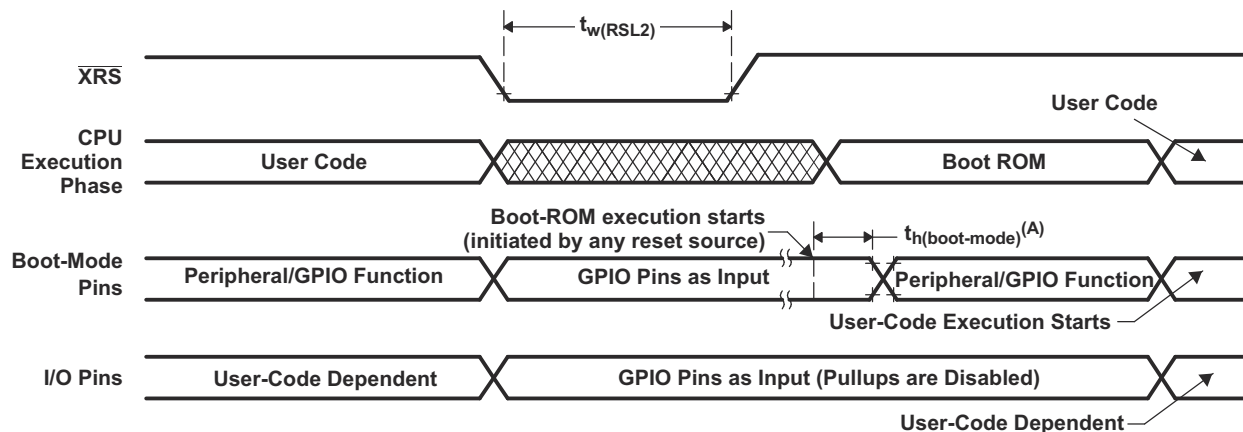 tw(RSL2)
XRS
User Code
CPU
Execution
Phase
User Code
Boot ROM
Boot-ROM execution starts
(initiated by any reset source)
th(boot-mode)(A)
Boot-Mode
Pins
Peripheral/GPIO Function
GPIO Pins as Input
Peripheral/GPIO Function
User-Code Execution Starts
I/O Pins
User-Code Dependent
GPIO Pins as Input (Pullups are Disabled)
User-Code Dependent